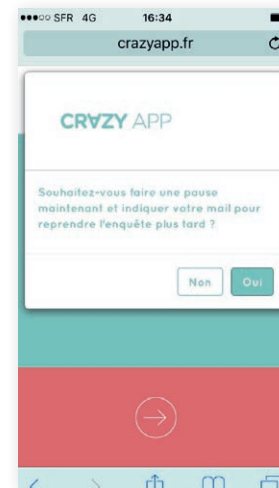 SFR 4G 16:34
crazyapp.fr
CRAZY APP
Souhaitez-vous faire une pause
maintenant et indiquer votre mail pour
reprendre l'enquête plus tard ?
Non Oui